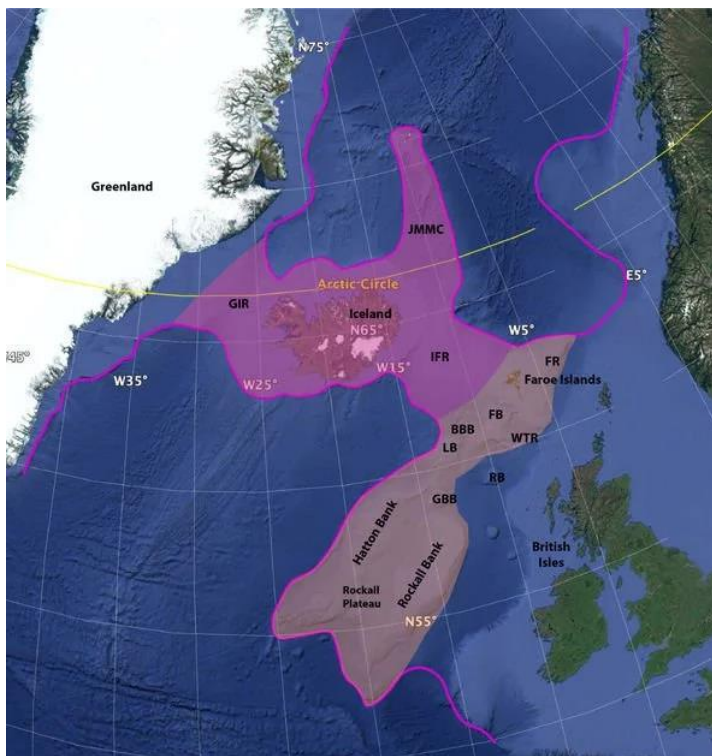 N75°
Greenland
JMMC
E5°
Arctic Circle
GIR
Iceland
N65°
W5°
W45°
W35°
W25°
W15°
IFR
FR
Faroe Islands
FB
BBB
WTR
LB
RB
GBB
Hatton Bank
Rockall Bank
British
Isles
Rockall
Plateau
N55°